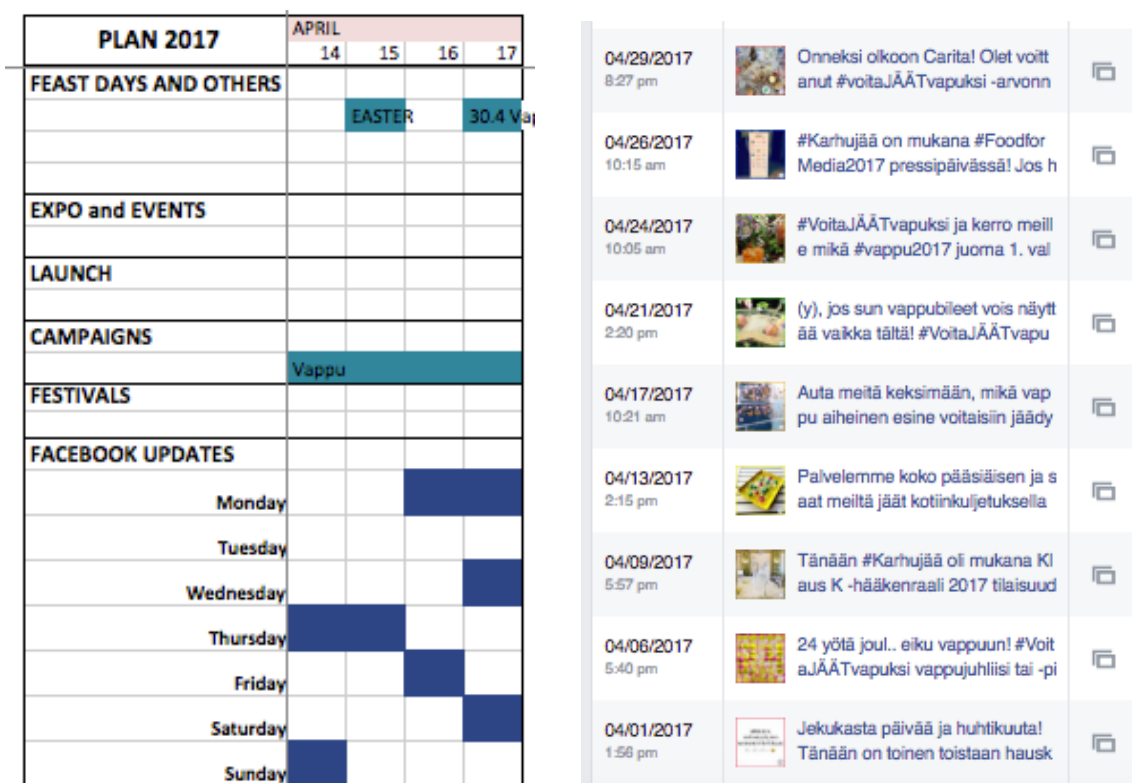 PLAN 2017
APRIL
14 15 16 17
FEAST DAYS AND OTHERS
EASTER 30.4 Vap
EXPO and EVENTS
LAUNCH
CAMPAIGNS
Vappu
FESTIVALS
FACEBOOK UPDATES
Monday
Tuesday
Wednesday
Thursday
Friday
Saturday
Sunday
04/29/2017
8:27 pm
Onneksi olkoon Carita! Olet voitt
anut #voitaJÄÄTvapuksi -arvonn
04/26/2017
10:15 am
#Karhujää on mukana #Foodfor
Media2017 pressipäivässä! Jos h
04/24/2017
10:05 am
#VoitaJÄÄTvapuksi ja kerro meill
e mikä #vappu2017 juoma 1. val
04/21/2017
2:20 pm
(y), jos sun vappubileet vois näytt
ää vaikka tältä! #VoitaJÄÄTvapu
04/17/2017
10:21 am
Auta meitä keksimään, mikä vap
pu aiheinen esine voitaisiin jäädy
04/13/2017
2:15 pm
Palvelemme koko pääsiäisen ja s
aat meiltä jäät kotiinkuljetuksella
04/09/2017
5:57 pm
Tänään #Karhujää oli mukana Kl
aus K -hääkenraali 2017 tilaisuud
04/06/2017
5:40 pm
24 yötä joul.. eiku vappuun! #Voit
aJÄÄTvapuksi vappujuhliisi tai -pi
04/01/2017
1:56 pm
Jekukasta päivää ja huhtikuuta!
Tänään on toinen toistaan hausk